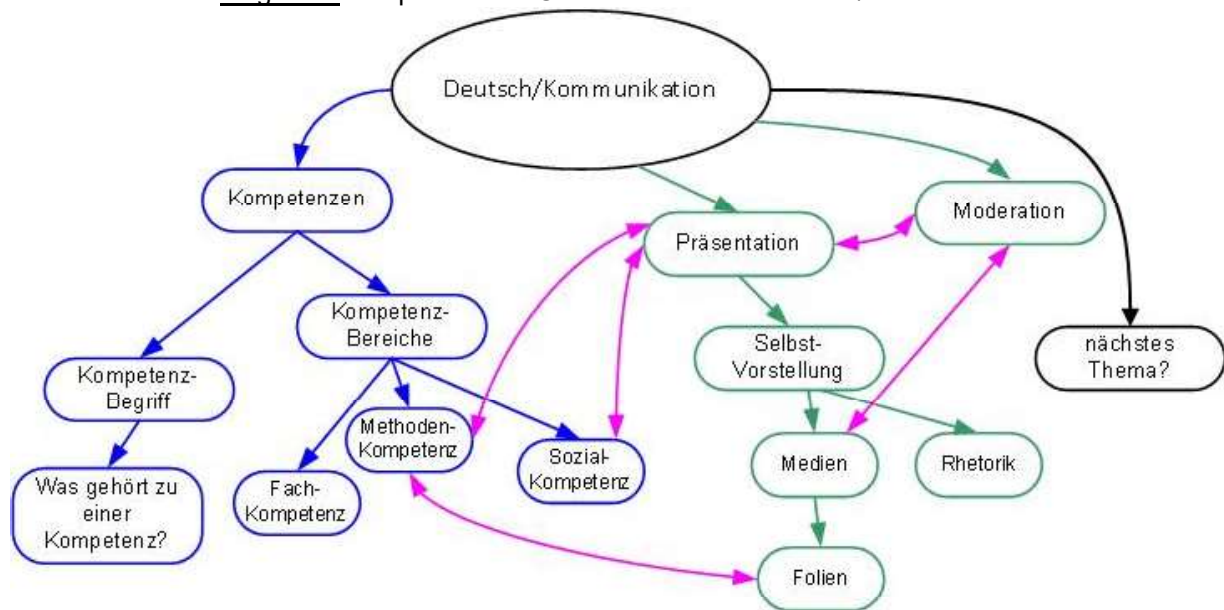 Deutsch/Kommunikation
Kompetenzen
Moderation
Präsentation
Kompetenz-
Bereiche
Selbst-
Vorstellung
nächstes
Thema?
Kompetenz-
Begriff
Methoden-
Kompetenz
Sozial-
Kompetenz
Medien
Rhetorik
Was gehört zu
einer
Kompetenz?
Fach-
Kompetenz
Folien